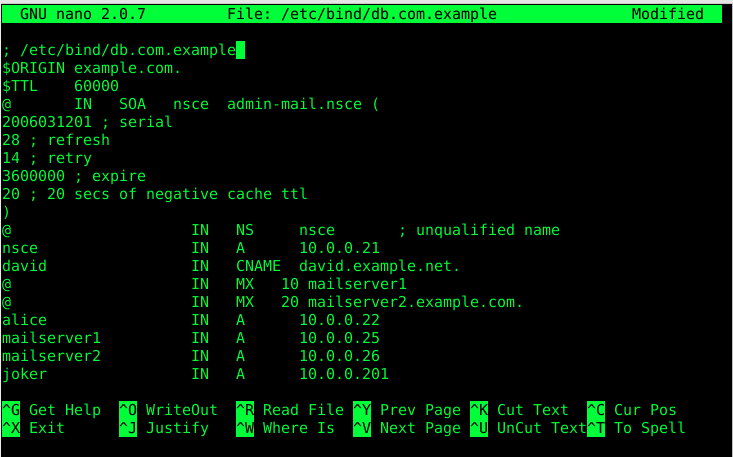 GNU nano 2.0.7 File: /etc/bind/db.com.example Modified
; /etc/bind/db.com.example
$ORIGIN example.com.
$TTL 60000
@ IN SOA nsce admin-mail.nsce (
2006031201 ; serial
28 ; refresh
14 ; retry
3600000 ; expire
20 ; 20 secs of negative cache ttl
)
@ IN NS nsce ; unqualified name
nsce IN A 10.0.0.21
david IN CNAME david.example.net.
@ IN MX 10 mailserver1
@ IN MX 20 mailserver2.example.com.
alice IN A 10.0.0.22
mailserver1 IN A 10.0.0.25
mailserver2 IN A 10.0.0.26
joker IN A 10.0.0.201
^G Get Help ^O WriteOut ^R Read File ^Y Prev Page ^K Cut Text ^C Cur Pos
^X Exit ^J Justify ^W Where Is ^V Next Page ^U UnCut Text ^T To Spell